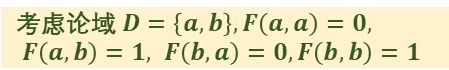 考虑论域 D = {a, b}, F(a, a) = 0,
F(a, b) = 1, F(b, a) = 0, F(b, b) = 1